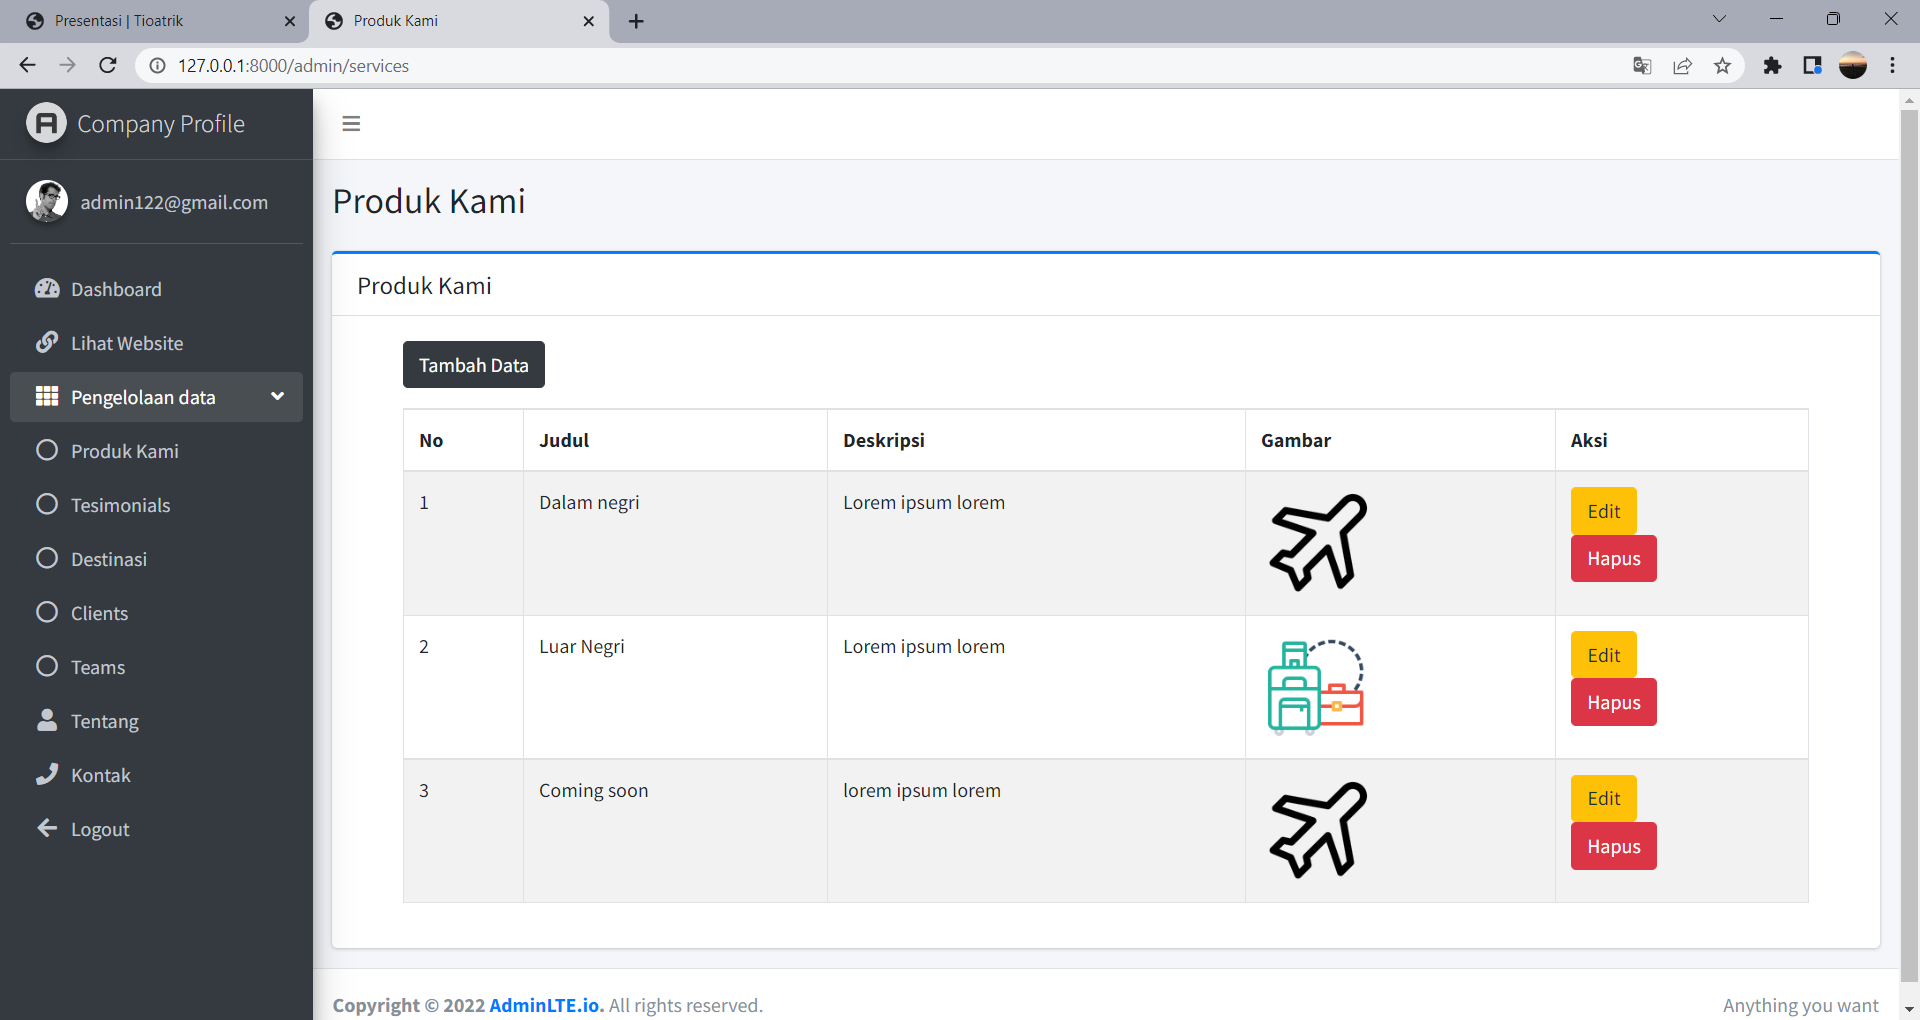 Presentasi | Tioatrik
Produk Kami
127.0.0.1:8000/admin/services
Company Profile
admin122@gmail.com
Dashboard
Lihat Website
Pengelolaan data
Produk Kami
Tesimonials
Destinasi
Clients
Teams
Tentang
Kontak
Logout
Produk Kami
Produk Kami
Tambah Data
No Judul Deskripsi Gambar Aksi
1 Dalam negri Lorem ipsum lorem Edit
Hapus
2 Luar Negri Lorem ipsum lorem Edit
Hapus
3 Coming soon lorem ipsum lorem Edit
Hapus
Copyright © 2022 AdminLTE.io. All rights reserved.
Anything you want